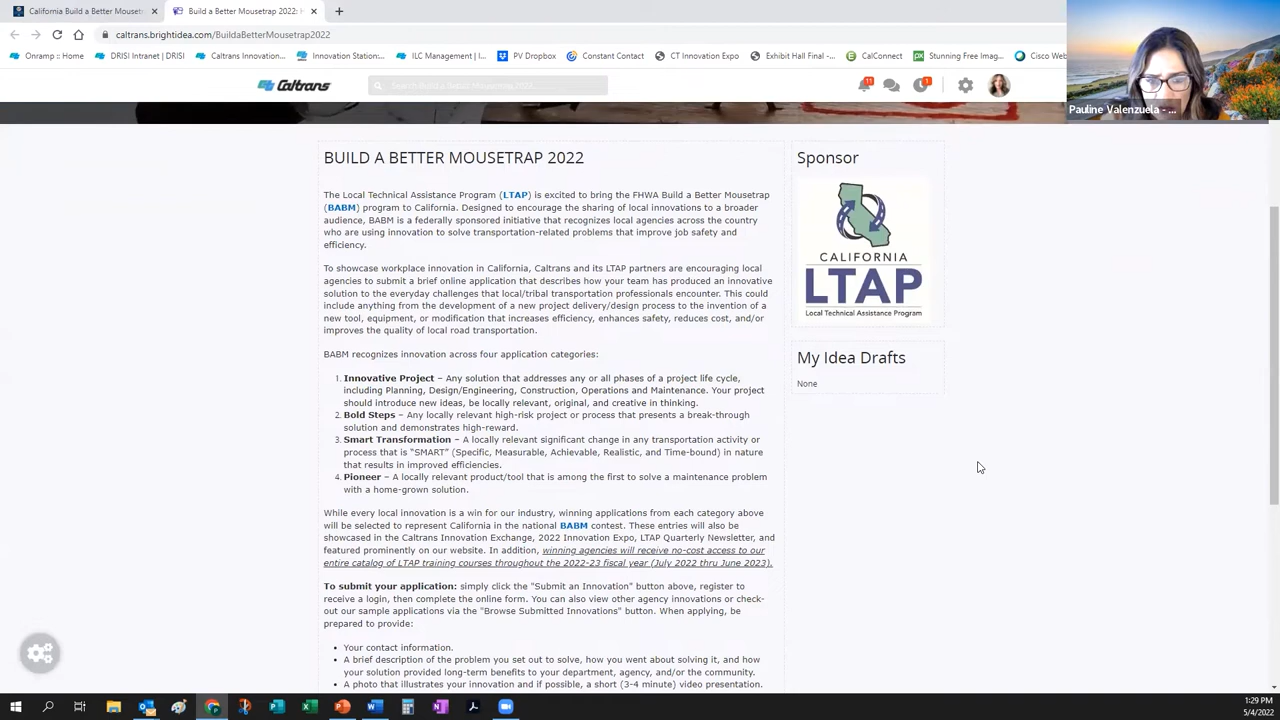 California Build a Better Mousetra
Build a Better Mousetrap 2022: H
caltrans.brightidea.com/BuildaBetterMousetrap2022
Onramp :: Home
DRISI Intranet | DRISI
Caltrans Innovation...
Innovation Station:...
ILC Management | I...
PV Dropbox
Constant Contact
CT Innovation Expo
Exhibit Hall Final -...
CalConnect
Stunning Free Imag...
Cisco Web
Pauline Valenzuela - ...
Caltrans
Search Build a Better Mousetrap 2022...
11
1
BUILD A BETTER MOUSETRAP 2022
The Local Technical Assistance Program (LTAP) is excited to bring the FHWA Build a Better Mousetrap
(BABM) program to California. Designed to encourage the sharing of local innovations to a broader
audience, BABM is a federally sponsored initiative that recognizes local agencies across the country
who are using innovation to solve transportation-related problems that improve job safety and
efficiency.
To showcase workplace innovation in California, Caltrans and its LTAP partners are encouraging local
agencies to submit a brief online application that describes how your team has produced an innovative
solution to the everyday challenges that local/tribal transportation professionals encounter. This could
include anything from the development of a new project delivery/design process to the invention of a
new tool, equipment, or modification that increases efficiency, enhances safety, reduces cost, and/or
improves the quality of local road transportation.
BABM recognizes innovation across four application categories:
1. Innovative Project – Any solution that addresses any or all phases of a project life cycle,
including Planning, Design/Engineering, Construction, Operations and Maintenance. Your project
should introduce new ideas, be locally relevant, original, and creative in thinking.
2. Bold Steps – Any locally relevant high-risk project or process that presents a break-through
solution and demonstrates high-reward.
3. Smart Transformation – A locally relevant significant change in any transportation activity or
process that is “SMART” (Specific, Measurable, Achievable, Realistic, and Time-bound) in nature
that results in improved efficiencies.
4. Pioneer – A locally relevant product/tool that is among the first to solve a maintenance problem
with a home-grown solution.
While every local innovation is a win for our industry, winning applications from each category above
will be selected to represent California in the national BABM contest. These entries will also be
showcased in the Caltrans Innovation Exchange, 2022 Innovation Expo, LTAP Quarterly Newsletter, and
featured prominently on our website. In addition, winning agencies will receive no-cost access to our
entire catalog of LTAP training courses throughout the 2022-23 fiscal year (July 2022 thru June 2023).
To submit your application: simply click the "Submit an Innovation" button above, register to
receive a login, then complete the online form. You can also view other agency innovations or check-
out our sample applications via the "Browse Submitted Innovations" button. When applying, be
prepared to provide:
• Your contact information.
• A brief description of the problem you set out to solve, how you went about solving it, and how
your solution provided long-term benefits to your department, agency, and/or the community.
• A photo that illustrates your innovation and if possible, a short (3-4 minute) video presentation.
Sponsor
CALIFORNIA
LTAP
Local Technical Assistance Program
My Idea Drafts
None
1:29 PM
5/4/2022